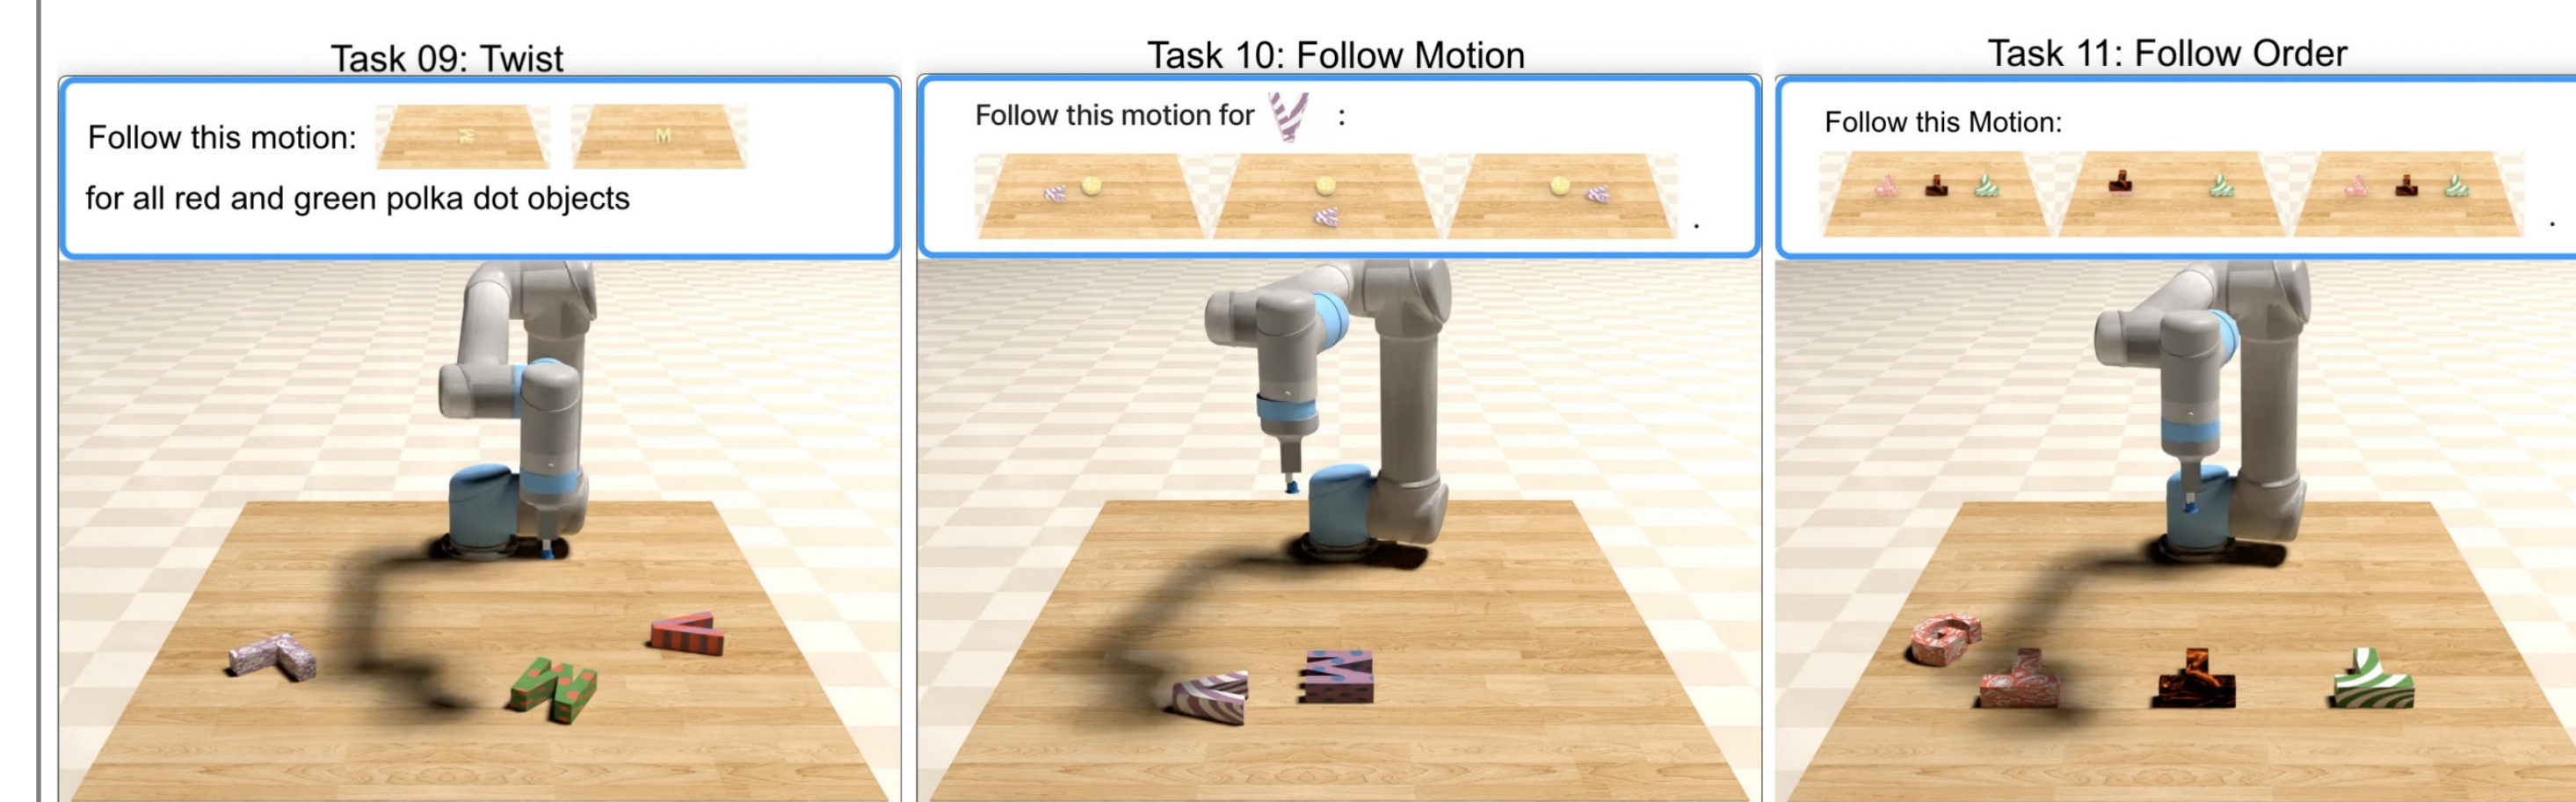 Task 09: Twist
Follow this motion:
M M
for all red and green polka dot objects
Task 10: Follow Motion
Follow this motion for V :
.
Task 11: Follow Order
Follow this Motion:
.